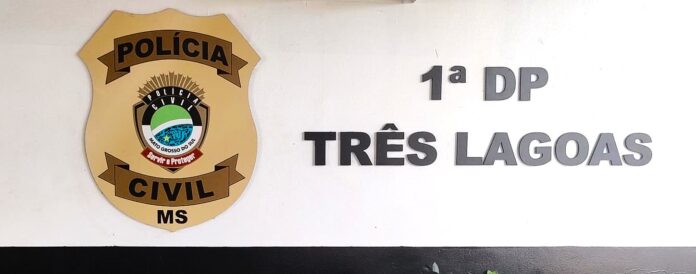 POLÍCIA
POLÍCIA
CIVIL
MATO GROSSO DO SUL
Servir e Proteger
CIVIL
MS
1ª DP
TRÊS LAGOAS